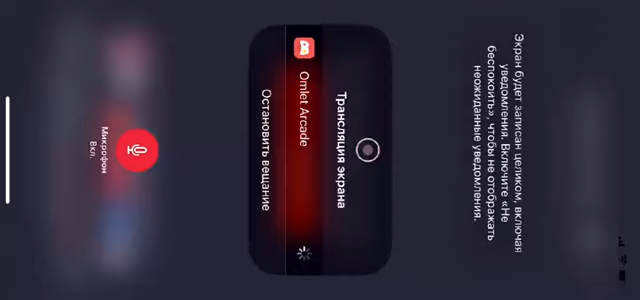 Экран будет записан целиком, включая
уведомления. Включите «Не
беспокоить», чтобы не отображать
неожиданные уведомления.
Трансляция экрана
Omlet Arcade
Остановить вещание
Микрофон
Вкл.